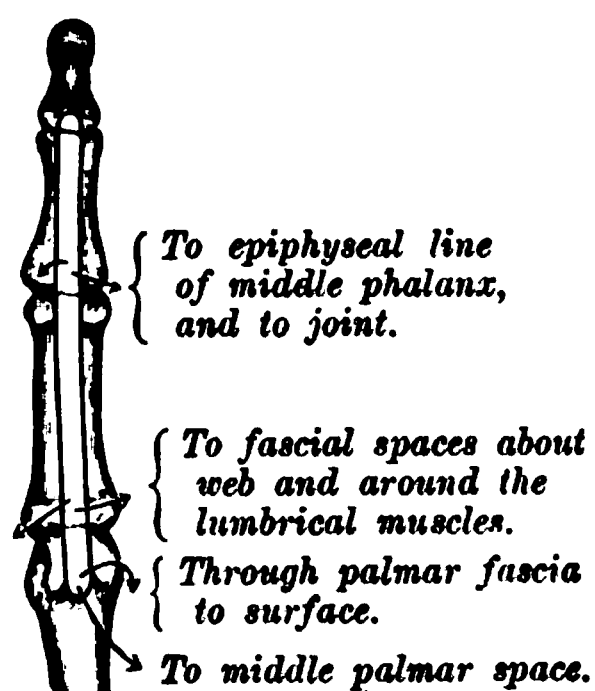 To epiphyseal line
of middle phalanx,
and to joint.
To fascial spaces about
web and around the
lumbrical muscles.
Through palmar fascia
to surface.
To middle palmar space.